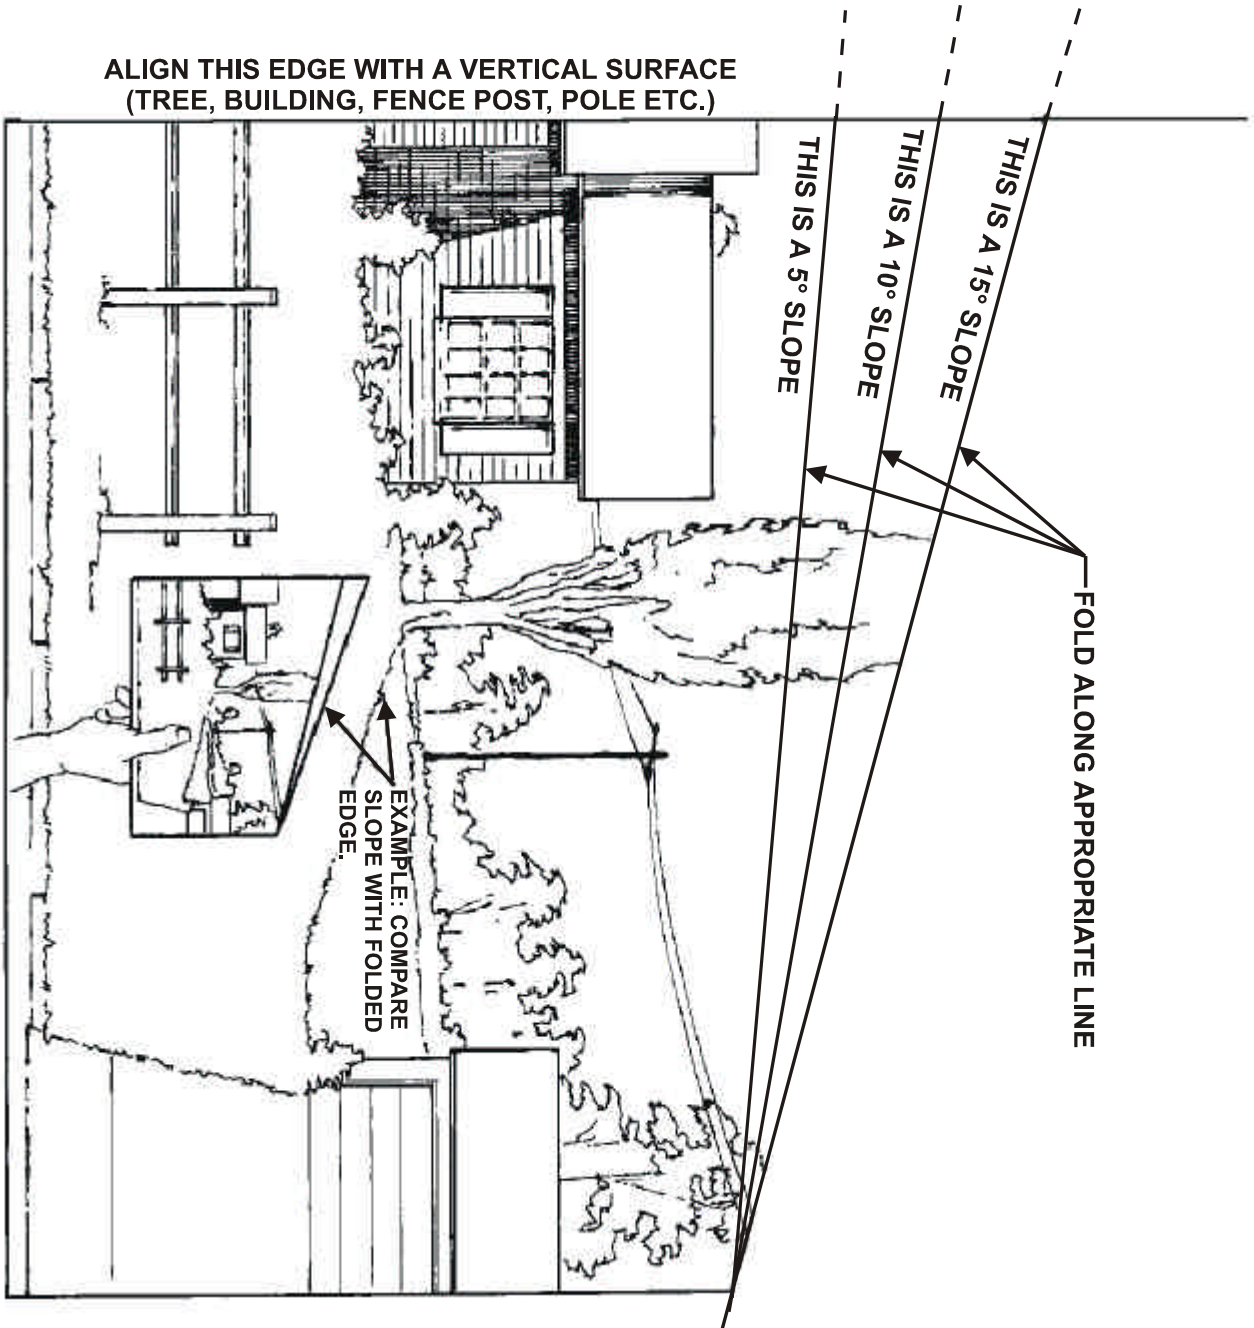 ALIGN THIS EDGE WITH A VERTICAL SURFACE
(TREE, BUILDING, FENCE POST, POLE ETC.)
THIS IS A 5° SLOPE
THIS IS A 10° SLOPE
THIS IS A 15° SLOPE
FOLD ALONG APPROPRIATE LINE
EXAMPLE: COMPARE
SLOPE WITH FOLDED
EDGE.